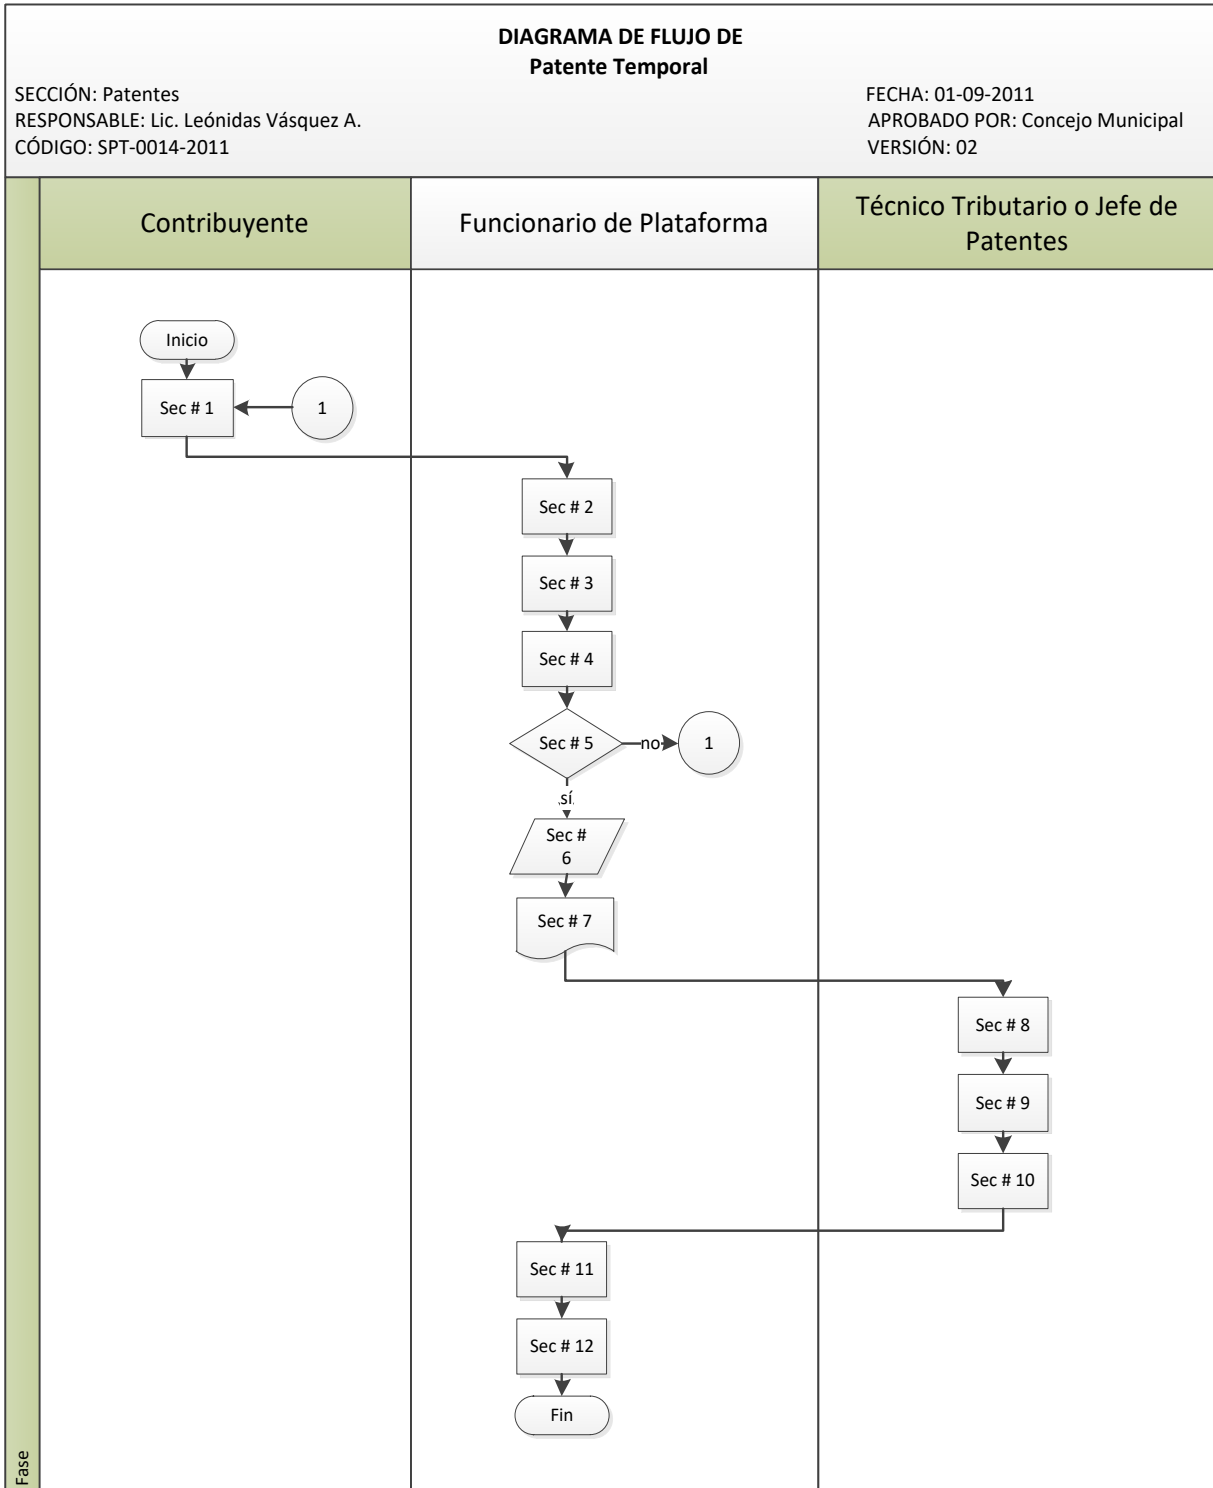 DIAGRAMA DE FLUJO DE
Patente Temporal
SECCIÓN: Patentes
RESPONSABLE: Lic. Leónidas Vásquez A.
CÓDIGO: SPT-0014-2011
FECHA: 01-09-2011
APROBADO POR: Concejo Municipal
VERSIÓN: 02
Contribuyente
Funcionario de Plataforma
Técnico Tributario o Jefe de
Patentes
Inicio
Sec # 1
1
Sec # 2
Sec # 3
Sec # 4
Sec # 5
no
1
sí
Sec #
6
Sec # 7
Sec # 8
Sec # 9
Sec # 10
Sec # 11
Sec # 12
Fin
Fase